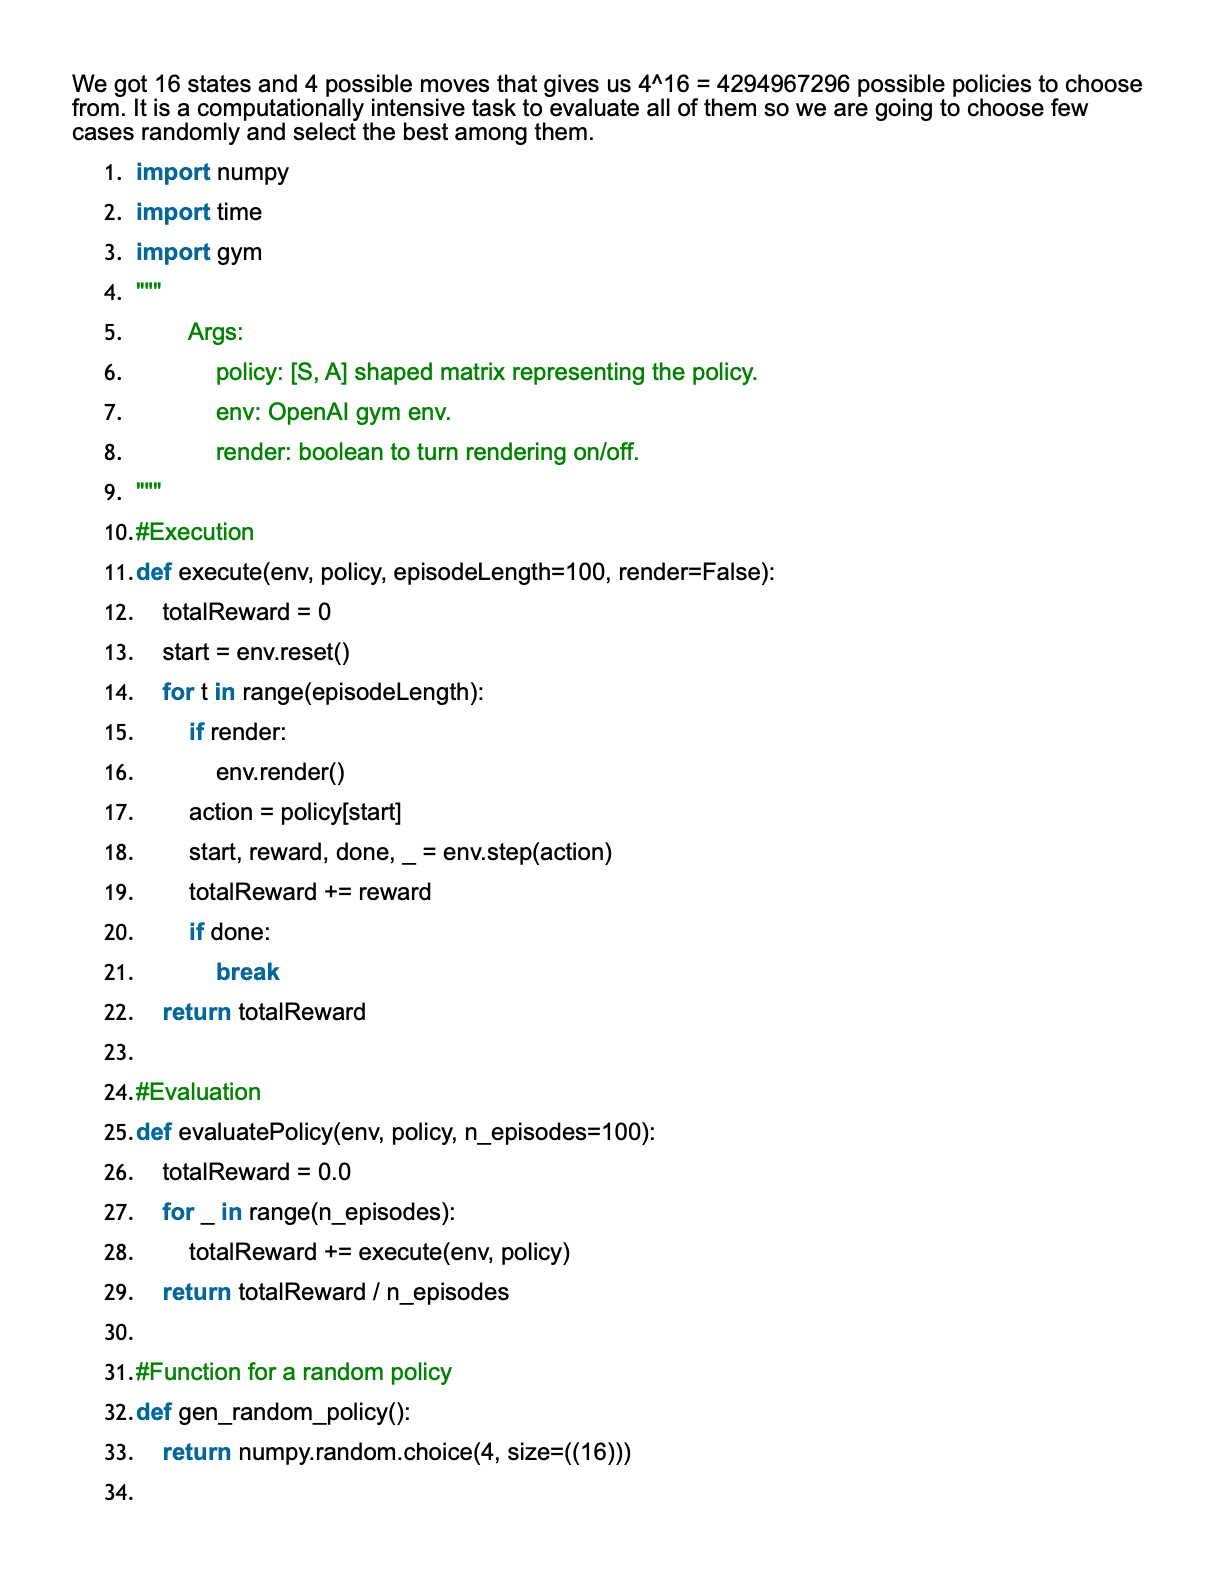 We got 16 states and 4 possible moves that gives us 4^16 = 4294967296 possible policies to choose
from. It is a computationally intensive task to evaluate all of them so we are going to choose few
cases randomly and select the best among them.
1. import numpy
2. import time
3. import gym
4. """
5. Args:
6. policy: [S, A] shaped matrix representing the policy.
7. env: OpenAI gym env.
8. render: boolean to turn rendering on/off.
9. """
10. #Execution
11. def execute(env, policy, episodeLength=100, render=False):
12. totalReward = 0
13. start = env.reset()
14. for t in range(episodeLength):
15. if render:
16. env.render()
17. action = policy[start]
18. start, reward, done, _ = env.step(action)
19. totalReward += reward
20. if done:
21. break
22. return totalReward
23.
24. #Evaluation
25. def evaluatePolicy(env, policy, n_episodes=100):
26. totalReward = 0.0
27. for _ in range(n_episodes):
28. totalReward += execute(env, policy)
29. return totalReward / n_episodes
30.
31. #Function for a random policy
32. def gen_random_policy():
33. return numpy.random.choice(4, size=((16)))
34.